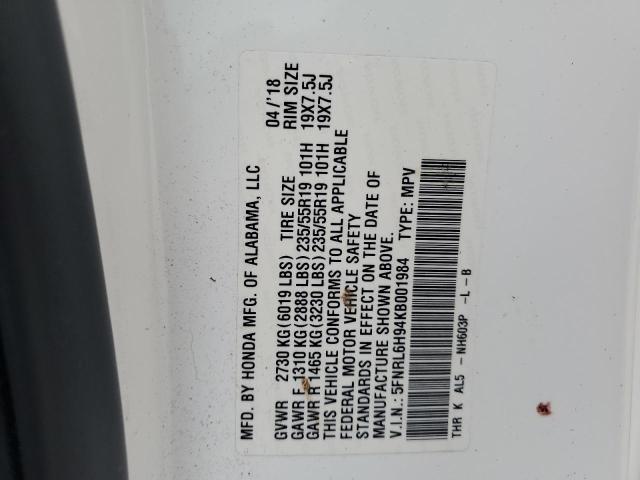 MFD. BY HONDA MFG. OF ALABAMA, LLC 04/'18
GVWR 2730 KG(6019 LBS) TIRE SIZE RIM SIZE
GAWR F 1310 KG(2888 LBS) 235/55R19 101H 19X7.5J
GAWR R 1465 KG(3230 LBS) 235/55R19 101H 19X7.5J
THIS VEHICLE CONFORMS TO ALL APPLICABLE
FEDERAL MOTOR VEHICLE SAFETY
STANDARDS IN EFFECT ON THE DATE OF
MANUFACTURE SHOWN ABOVE.
V.I.N.: 5FNRL6H94KB001984 TYPE: MPV
THR K AL5 - NH603P -L -B